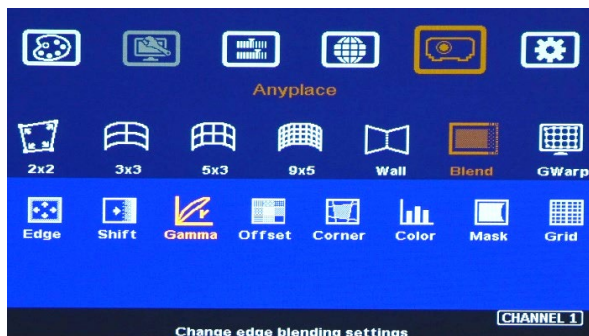 Anyplace
2x2 3x3 5x3 9x5 Wall Blend GWarp
Edge Shift Gamma Offset Corner Color Mask Grid
CHANNEL 1
Change edge blending settings